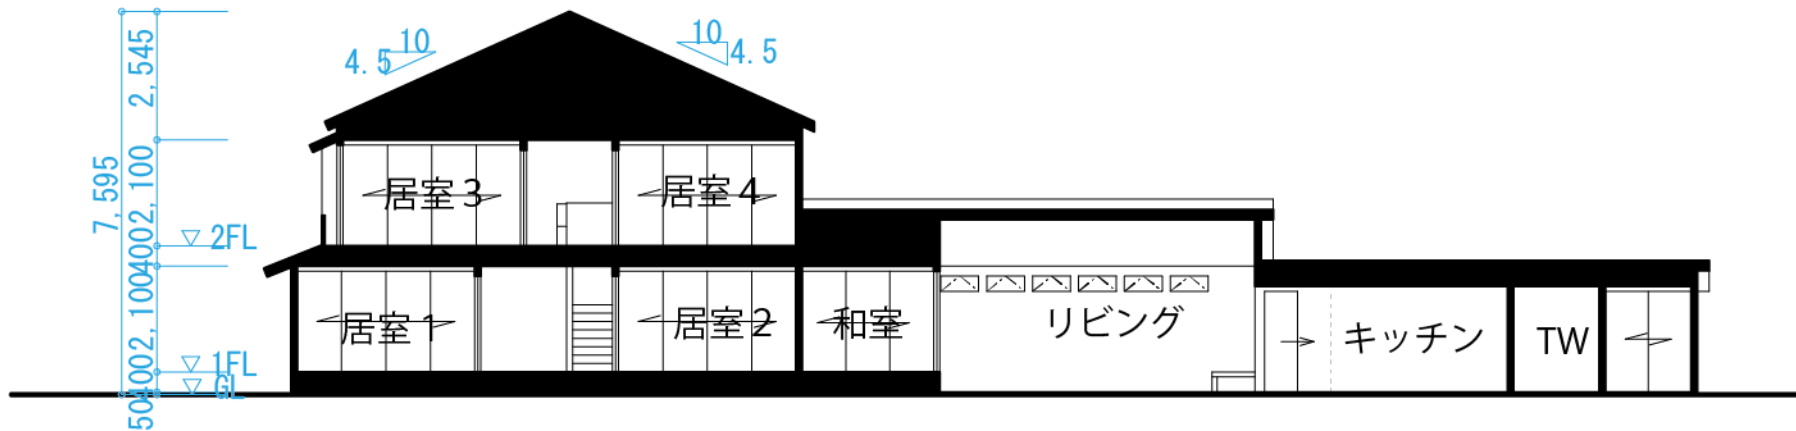 10
4.5
10
4.5
2,545
7,595
2,100
400
2,100
400
50
2FL
1FL
GL
居室３
居室４
居室１
居室２
和室
リビング
キッチン
TW